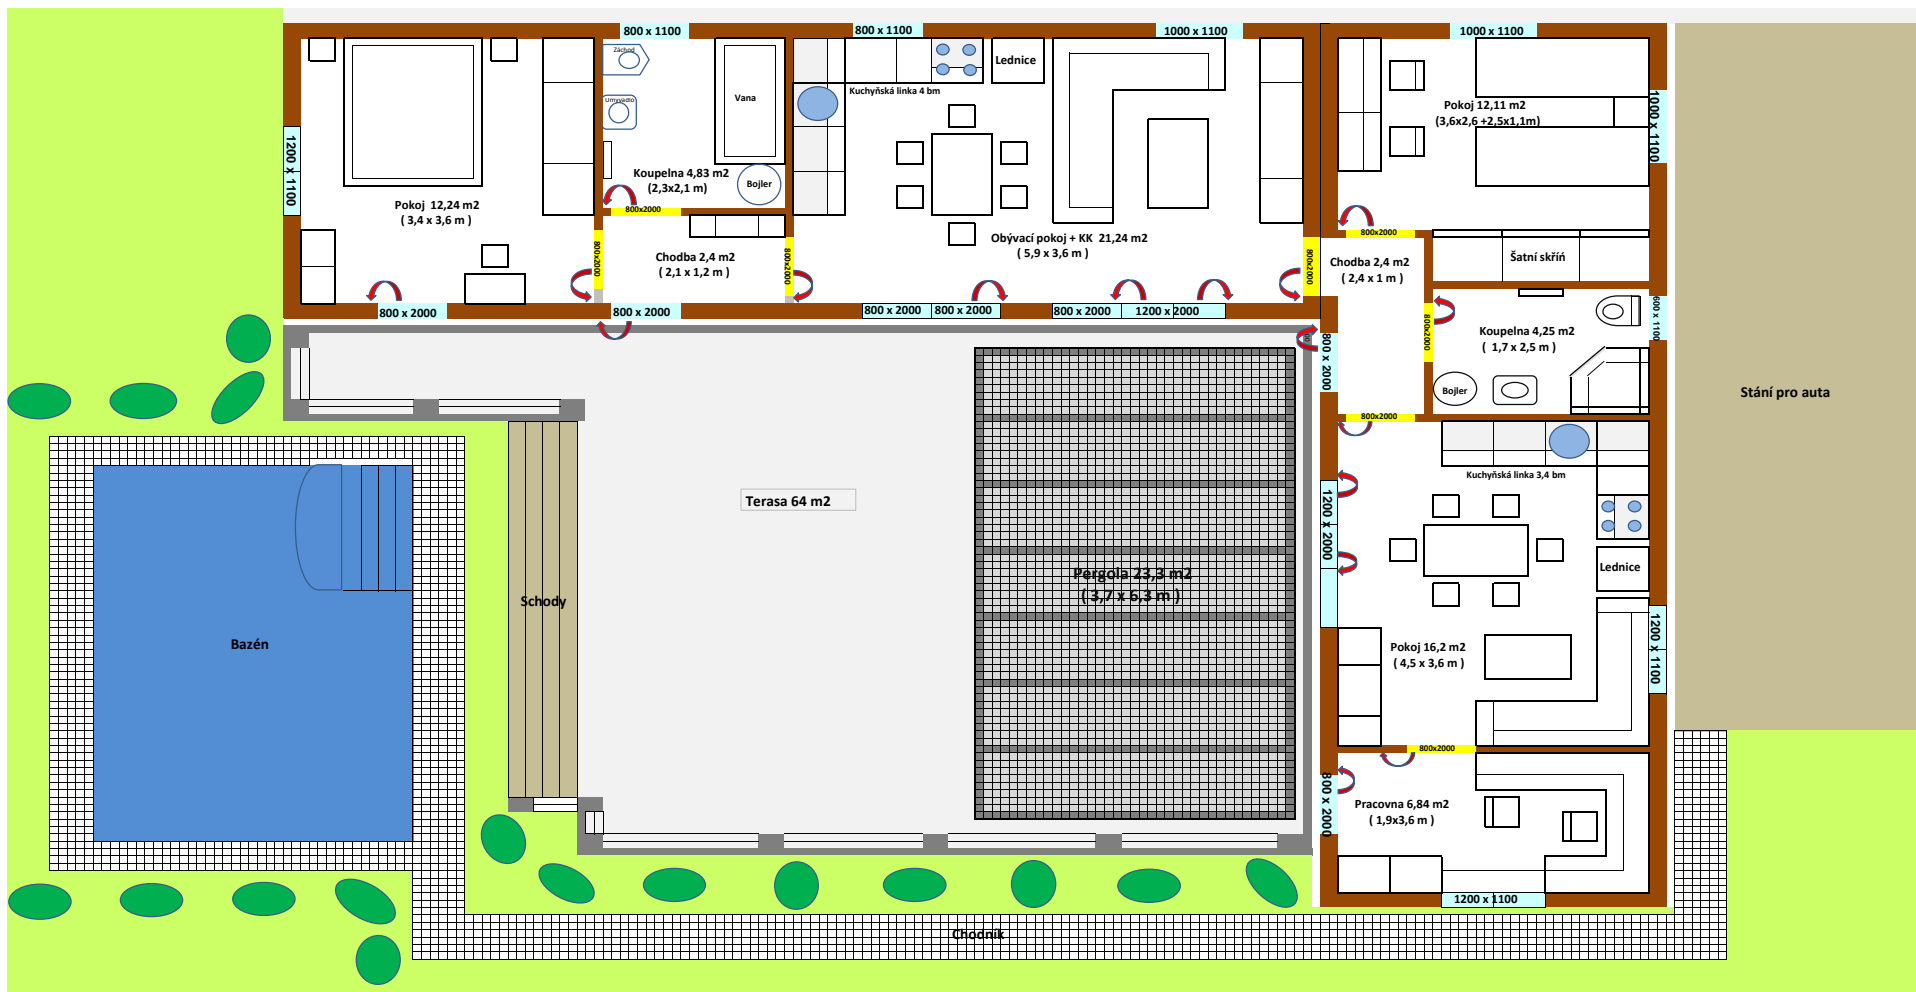 800 x 1100
800 x 1100
1000 x 1100
1000 x 1100
Záchod
Umyvadlo
Vana
Lednice
Kuchyňská linka 4 bm
Pokoj 12,11 m2
(3,6x2,6 +2,5x1,1m)
1000 x 1100
1200 x 1100
Koupelna 4,83 m2
(2,3x2,1 m)
Bojler
Pokoj 12,24 m2
( 3,4 x 3,6 m )
800x2000
800x2000
800x2000
Chodba 2,4 m2
( 2,1 x 1,2 m )
Obývací pokoj + KK 21,24 m2
( 5,9 x 3,6 m )
800x2000
800x2000
Chodba 2,4 m2
( 2,4 x 1 m )
Šatní skříň
800 x 2000
800 x 2000
800 x 2000
800 x 2000
800 x 2000
1200 x 2000
600 x 1100
800x2000
Koupelna 4,25 m2
( 1,7 x 2,5 m )
800 x 2000
Bojler
Stání pro auta
800x2000
Kuchyňská linka 3,4 bm
Terasa 64 m2
1200 x 2000
Lednice
Pergola 23,3 m2
( 3,7 x 6,3 m )
Schody
Bazén
Pokoj 16,2 m2
( 4,5 x 3,6 m )
1200 x 1100
800x2000
800 x 2000
Pracovna 6,84 m2
( 1,9x3,6 m )
1200 x 1100
Chodník